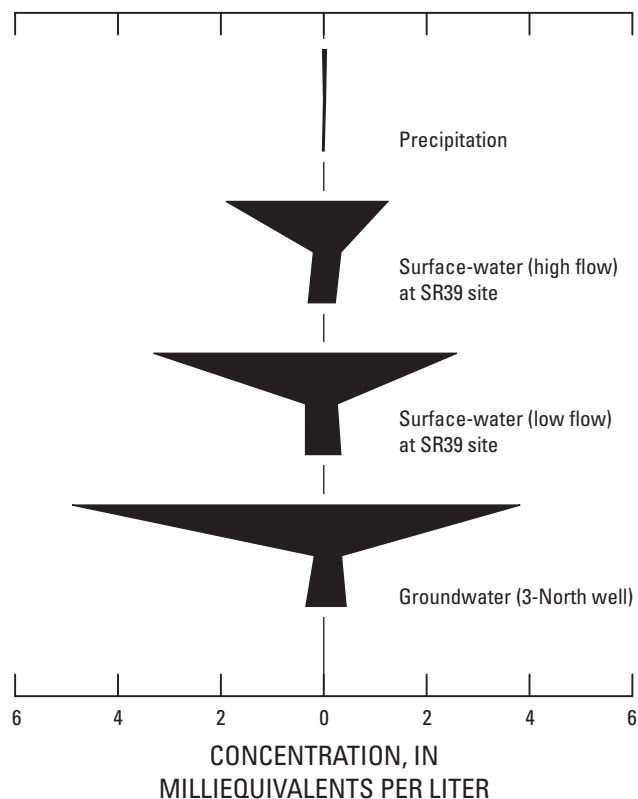 Precipitation
Surface-water (high flow)
at SR39 site
Surface-water (low flow)
at SR39 site
Groundwater (3-North well)
6 4 2 0 2 4 6
CONCENTRATION, IN
MILLIEQUIVALENTS PER LITER